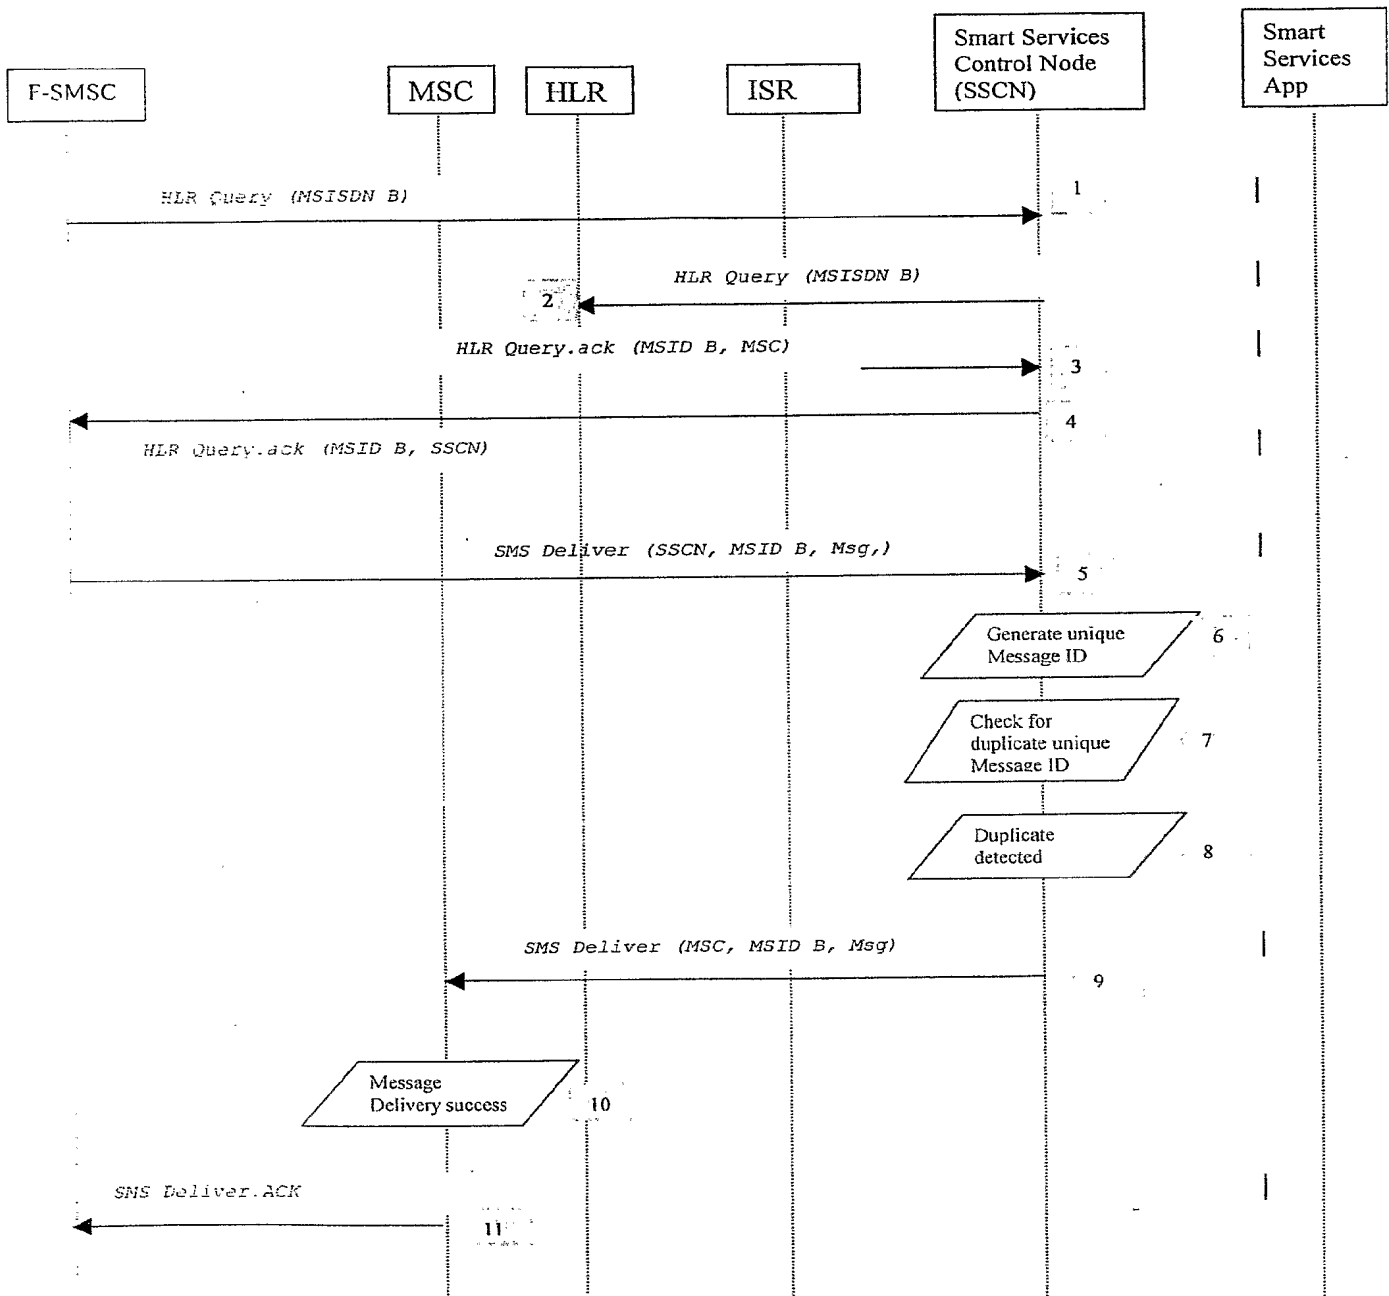 Smart Services
Control Node
(SSCN)
Smart
Services
App
F-SMSC
MSC
HLR
ISR
HLR Query (MSISDN B)
1
HLR Query (MSISDN B)
2
HLR Query.ack (MSID B, MSC)
3
4
HLR Query.ack (MSID B, SSCN)
SMS Deliver (SSCN, MSID B, Msg,)
5
Generate unique
Message ID
6
Check for
duplicate unique
Message ID
7
Duplicate
detected
8
SMS Deliver (MSC, MSID B, Msg)
9
Message
Delivery success
10
SMS Deliver.ACK
11